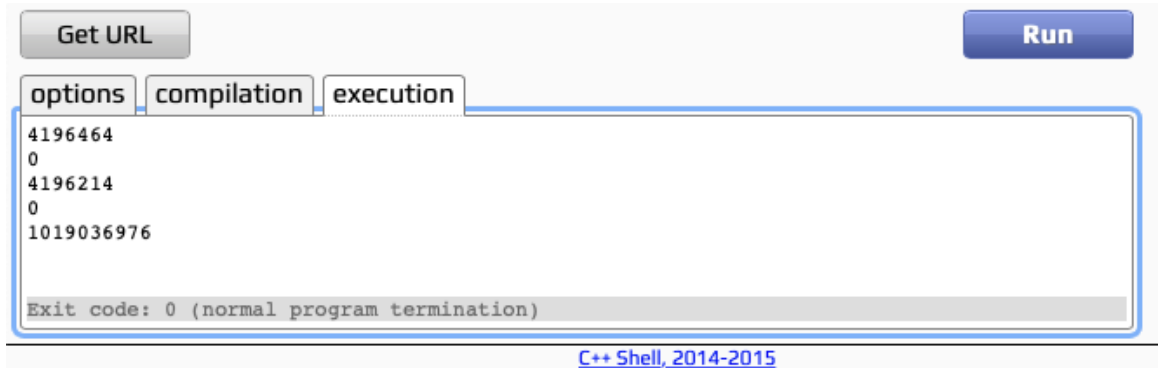 Get URL Run
options compilation execution
4196464
0
4196214
0
1019036976
Exit code: 0 (normal program termination)
C++ Shell, 2014-2015